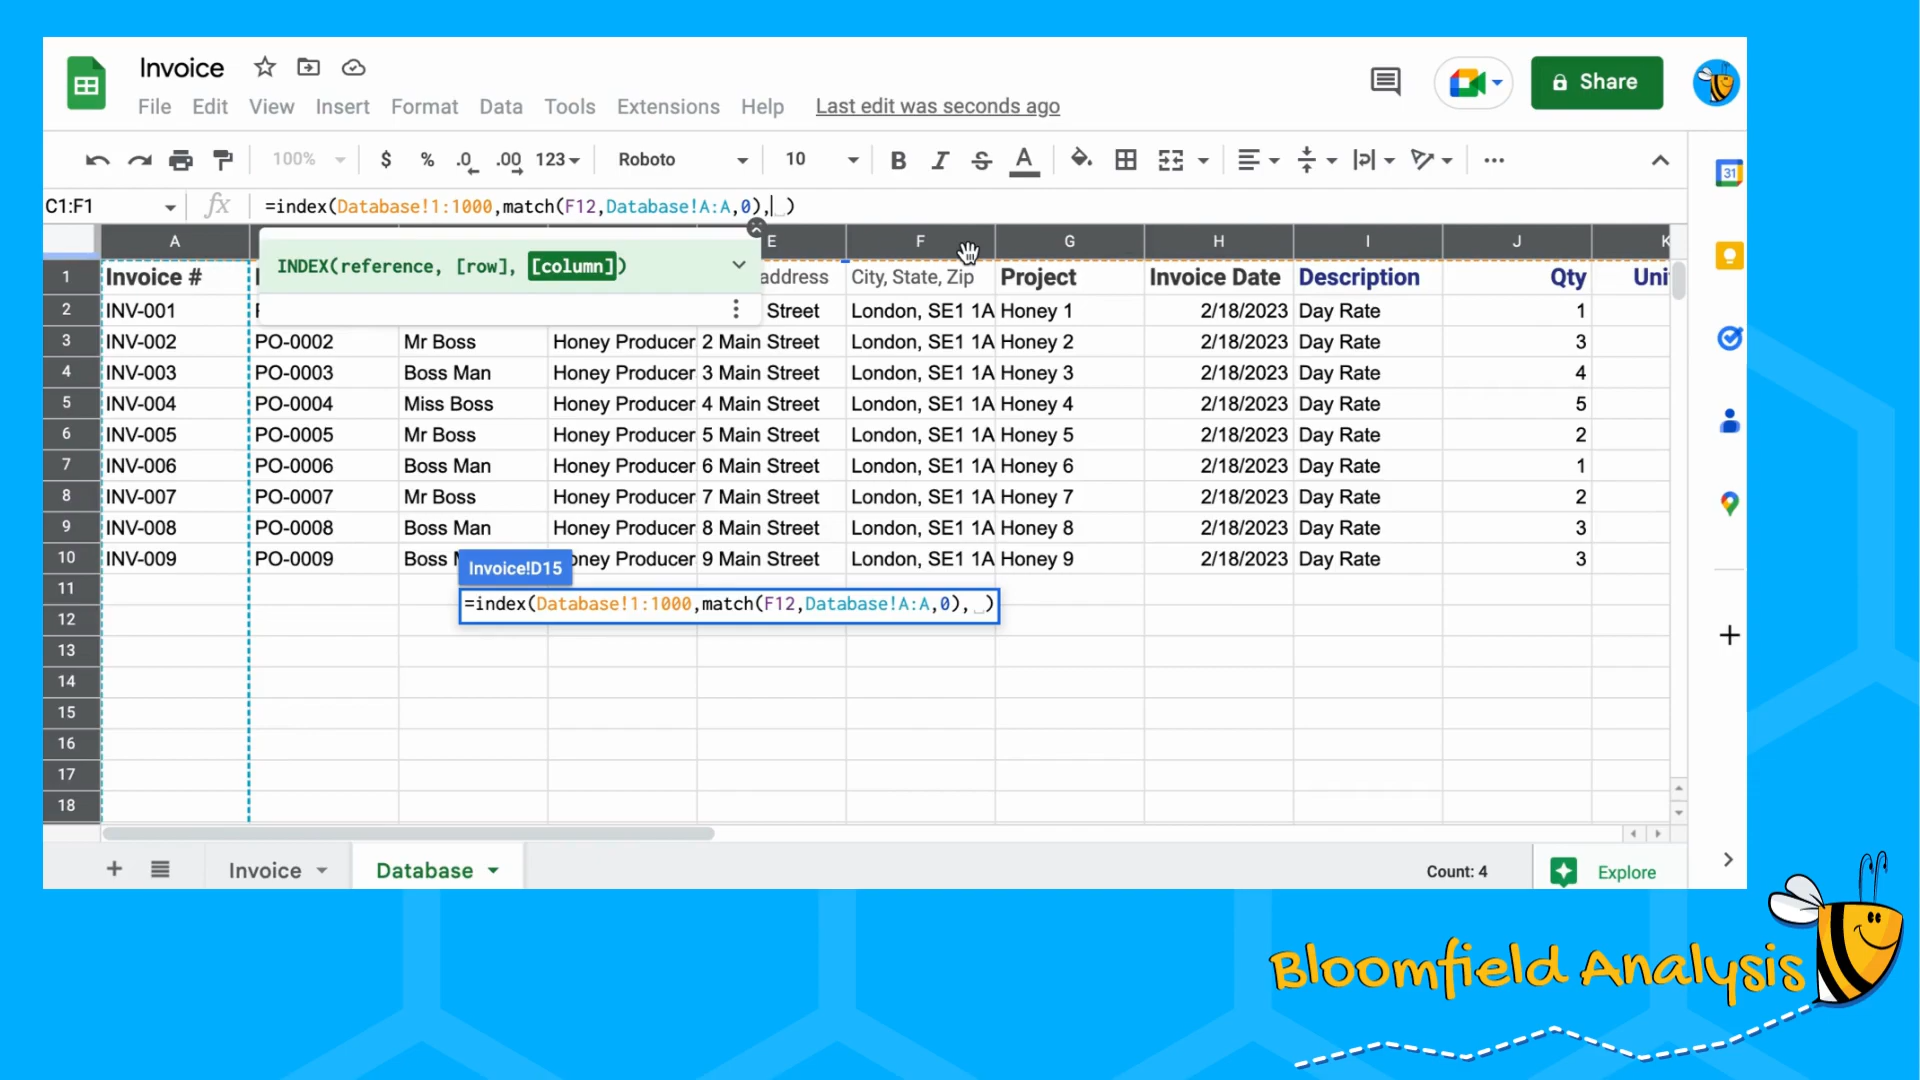 Invoice
File Edit View Insert Format Data Tools Extensions Help Last edit was seconds ago
Share
100% $ % .0 .00 123 Roboto 10 B I S A
31
C1:F1 fx =index(Database!1:1000,match(F12,Database!A:A,0), )
A E F G H I J K
INDEX(reference, [row], [column])
1 Invoice # address City, State, Zip Project Invoice Date Description Qty Uni
2 INV-001 Street London, SE1 1A Honey 1 2/18/2023 Day Rate 1
3 INV-002 PO-0002 Mr Boss Honey Producer 2 Main Street London, SE1 1A Honey 2 2/18/2023 Day Rate 3
4 INV-003 PO-0003 Boss Man Honey Producer 3 Main Street London, SE1 1A Honey 3 2/18/2023 Day Rate 4
5 INV-004 PO-0004 Miss Boss Honey Producer 4 Main Street London, SE1 1A Honey 4 2/18/2023 Day Rate 5
6 INV-005 PO-0005 Mr Boss Honey Producer 5 Main Street London, SE1 1A Honey 5 2/18/2023 Day Rate 2
7 INV-006 PO-0006 Boss Man Honey Producer 6 Main Street London, SE1 1A Honey 6 2/18/2023 Day Rate 1
8 INV-007 PO-0007 Mr Boss Honey Producer 7 Main Street London, SE1 1A Honey 7 2/18/2023 Day Rate 2
9 INV-008 PO-0008 Boss Man Honey Producer 8 Main Street London, SE1 1A Honey 8 2/18/2023 Day Rate 3
10 INV-009 PO-0009 Boss oney Producer 9 Main Street London, SE1 1A Honey 9 2/18/2023 Day Rate 3
Invoice!D15
11
=index(Database!1:1000,match(F12,Database!A:A,0), )
12
13
14
15
16
17
18
Invoice Database Count: 4 Explore
Bloomfield Analysis